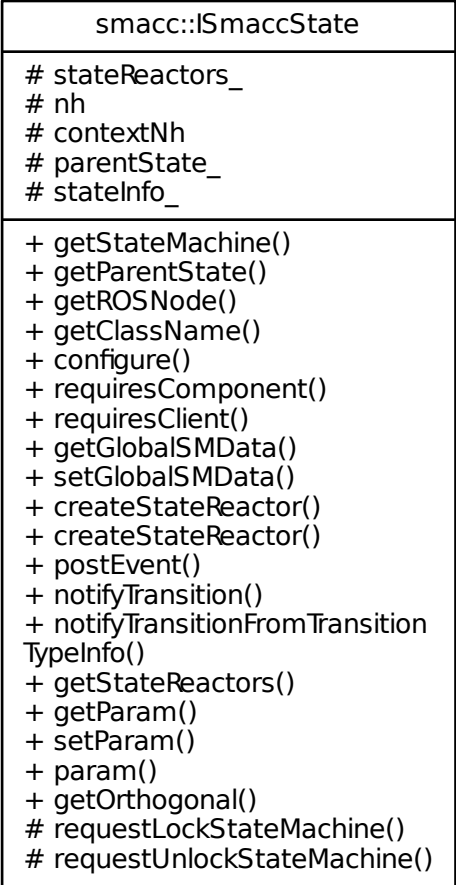 smacc::ISmaccState
# stateReactors_
# nh
# contextNh
# parentState_
# stateInfo_
+ getStateMachine()
+ getParentState()
+ getROSNode()
+ getClassName()
+ configure()
+ requiresComponent()
+ requiresClient()
+ getGlobalSMData()
+ setGlobalSMData()
+ createStateReactor()
+ createStateReactor()
+ postEvent()
+ notifyTransition()
+ notifyTransitionFromTransition
TypeInfo()
+ getStateReactors()
+ getParam()
+ setParam()
+ param()
+ getOrthogonal()
# requestLockStateMachine()
# requestUnlockStateMachine()